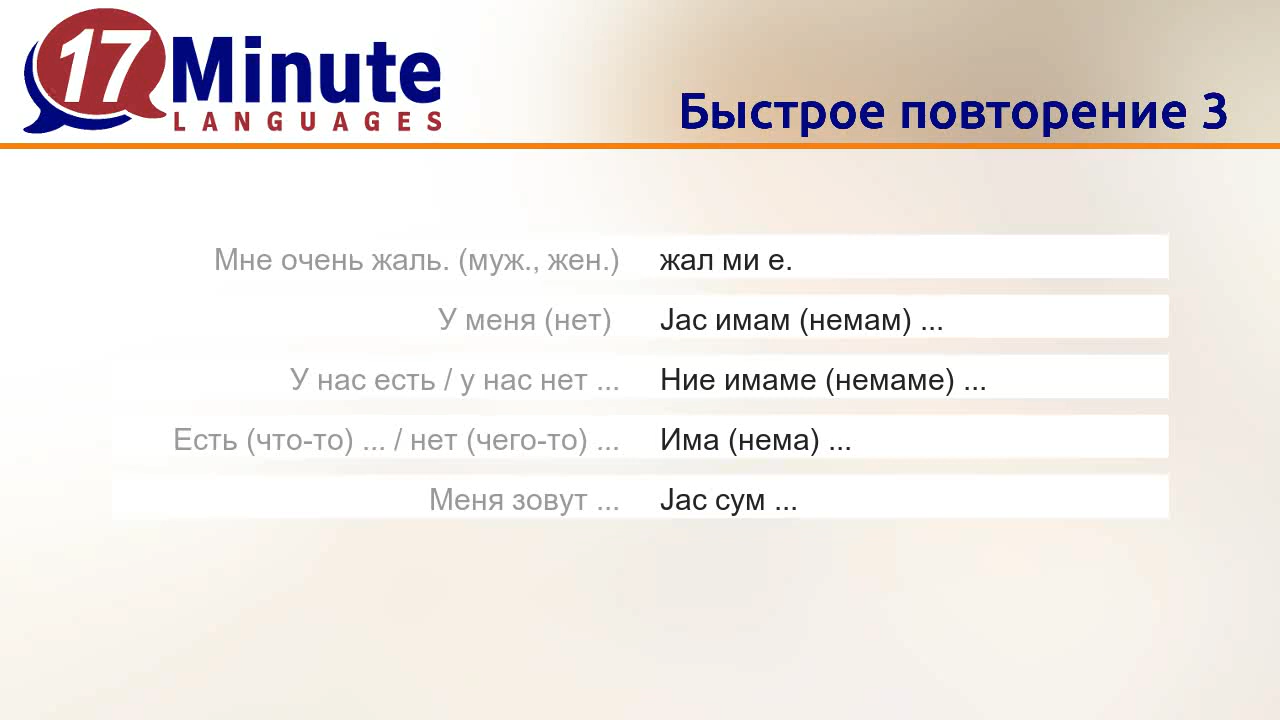 17 Minute
LANGUAGES
Быстрое повторение 3
Мне очень жаль. (муж., жен.) жал ми е.
У меня (нет) Јас имам (немам) ...
У нас есть / у нас нет ... Ние имаме (немаме) ...
Есть (что-то) ... / нет (чего-то) ... Има (нема) ...
Меня зовут ... Јас сум ...